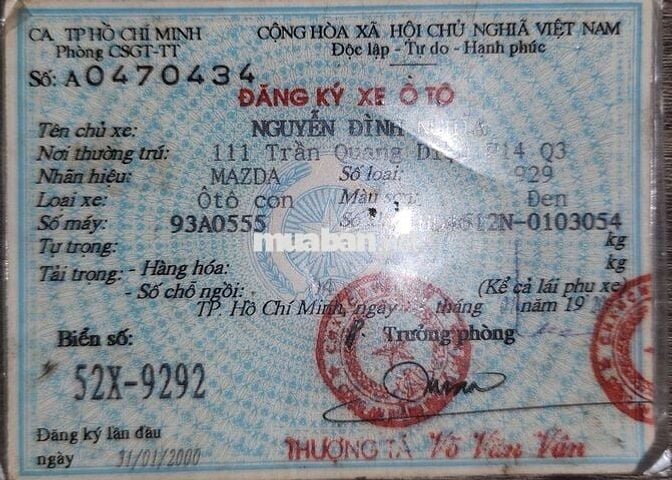 CA TP HỒ CHÍ MINH
Phòng CSGT-TT
CỘNG HÒA XÃ HỘI CHỦ NGHĨA VIỆT NAM
Độc lập - Tự do - Hạnh phúc
Số: A 0470434
ĐĂNG KÝ XE Ô TÔ
Tên chủ xe: NGUYỄN ĐÌNH
Nơi thường trú: 111 Trần Quang Q3
Nhãn hiệu: MAZDA Số loại: 929
Loại xe: Ôtô con Màu Đen
Số máy: 93A0555 612N-0103054
Tự trọng: kg
Tải trọng: - Hàng hóa: kg
- Số chỗ ngồi: 04 (Kể cả lái phụ xe)
TP. Hồ Chí Minh, ngày tháng năm 19
Biển số: Trưởng phòng
52X-9292
Đăng ký lần đầu
ngày 31/01/2000
THƯỢNG TÁ Võ Văn Vân
muaban